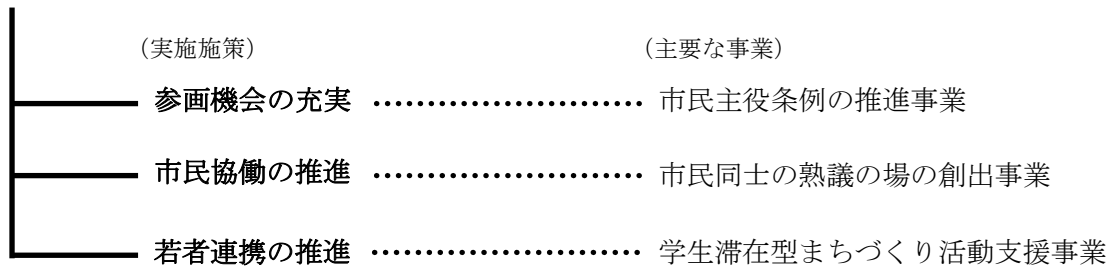 （実施施策）　（主要な事業）
参画機会の充実 ……………………… 市民主役条例の推進事業
市民協働の推進 ……………………… 市民同士の熟議の場の創出事業
若者連携の推進 ……………………… 学生滞在型まちづくり活動支援事業